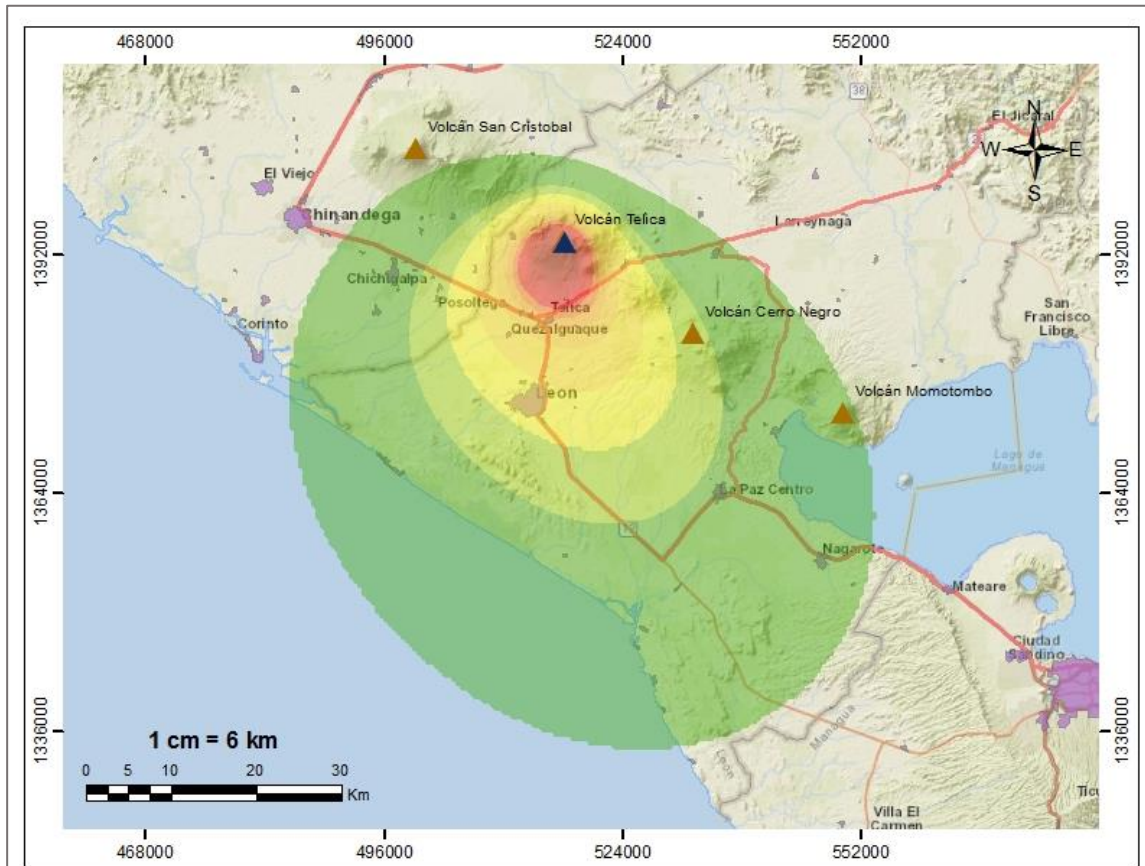 468000 496000 524000 552000
38
N
El Jicaral
W E
S
Volcán San Cristobal
El Viejo
Chinandega
Volcán Telica
Larreynaga
1392000 1392000
Chichigalpa
Posoltega
Telica
San
Francisco
Libre
Corinto
Volcán Cerro Negro
Quezalguaque
Leon
Volcán Momotombo
Lago de
Managua
1364000 1364000
La Paz Centro
Nagarote
Mateare
Ciudad
Sandino
1 cm = 6 km
1336000 1336000
Managua
León
0 5 10 20 30
Km
Villa El
Carmen
468000 496000 524000 552000